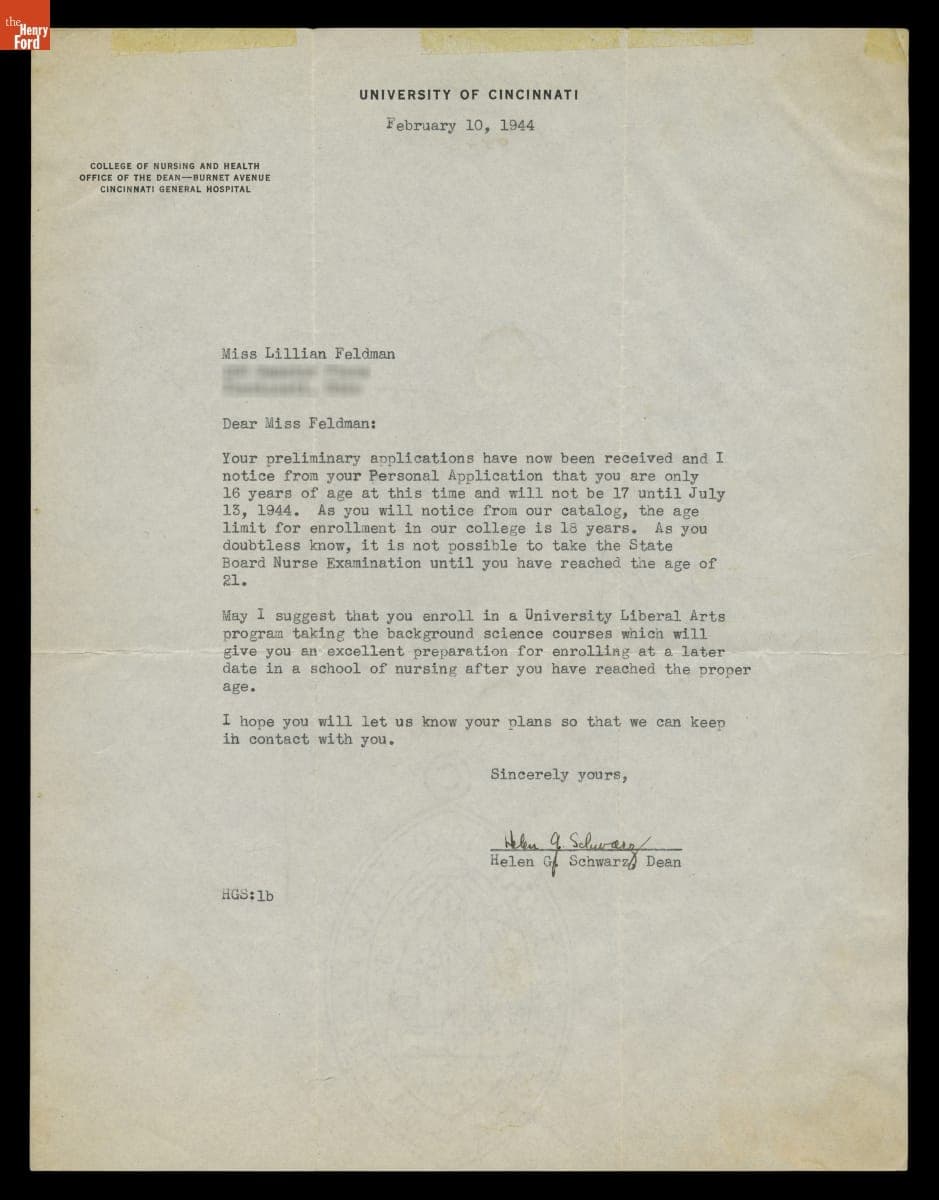 the
Henry
Ford
UNIVERSITY OF CINCINNATI
February 10, 1944
COLLEGE OF NURSING AND HEALTH
OFFICE OF THE DEAN—BURNET AVENUE
CINCINNATI GENERAL HOSPITAL
Miss Lillian Feldman
Dear Miss Feldman:
Your preliminary applications have now been received and I
notice from your Personal Application that you are only
16 years of age at this time and will not be 17 until July
13, 1944. As you will notice from our catalog, the age
limit for enrollment in our college is 18 years. As you
doubtless know, it is not possible to take the State
Board Nurse Examination until you have reached the age of
21.
May I suggest that you enroll in a University Liberal Arts
program taking the background science courses which will
give you an excellent preparation for enrolling at a later
date in a school of nursing after you have reached the proper
age.
I hope you will let us know your plans so that we can keep
in contact with you.
Sincerely yours,
Helen G. Schwarz
Helen G. Schwarz, Dean
HGS:lb